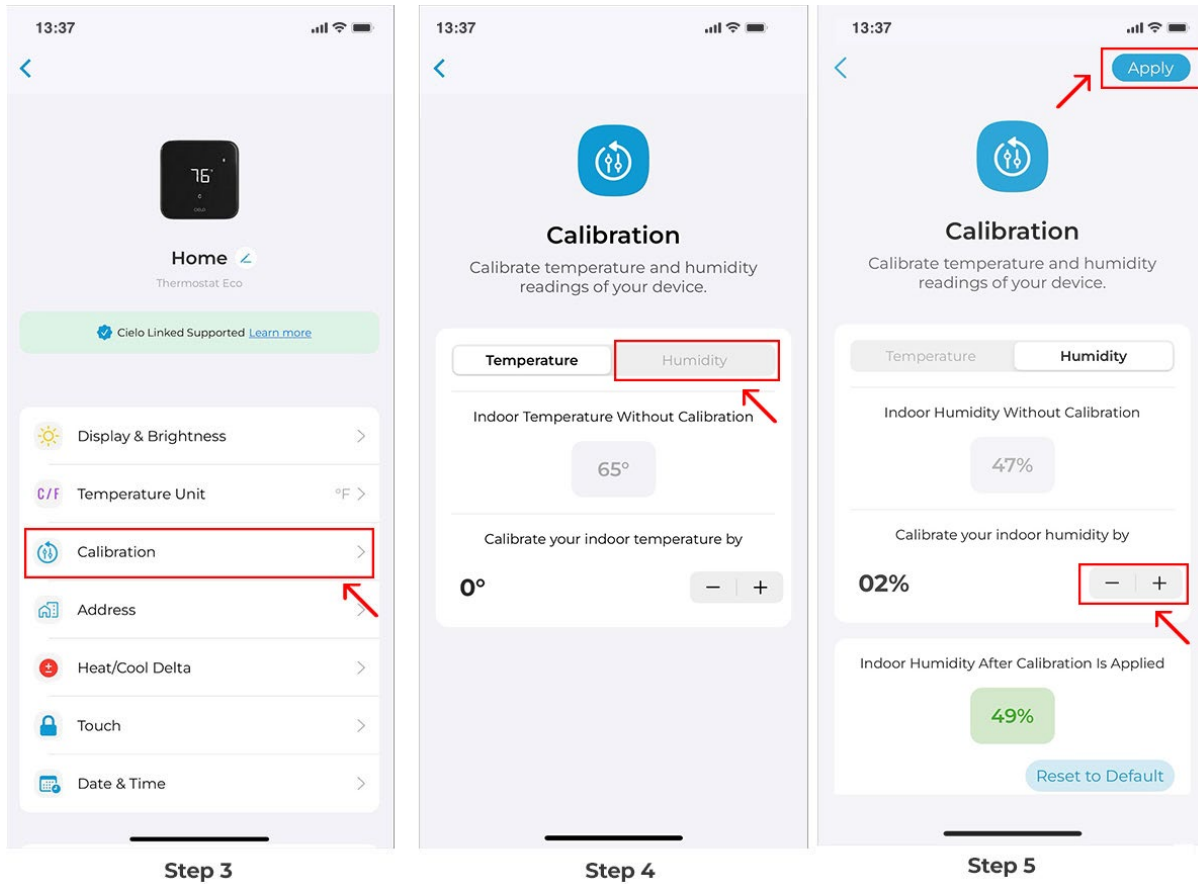 13:37
76°
C
Home
Thermostat Eco
Cielo Linked Supported Learn more
Display & Brightness
C/F Temperature Unit °F
Calibration
Address
Heat/Cool Delta
Touch
Date & Time
Step 3
13:37
Calibration
Calibrate temperature and humidity
readings of your device.
Temperature Humidity
Indoor Temperature Without Calibration
65°
Calibrate your indoor temperature by
0° − +
Step 4
13:37
Apply
Calibration
Calibrate temperature and humidity
readings of your device.
Temperature Humidity
Indoor Humidity Without Calibration
47%
Calibrate your indoor humidity by
02% − +
Indoor Humidity After Calibration Is Applied
49%
Reset to Default
Step 5